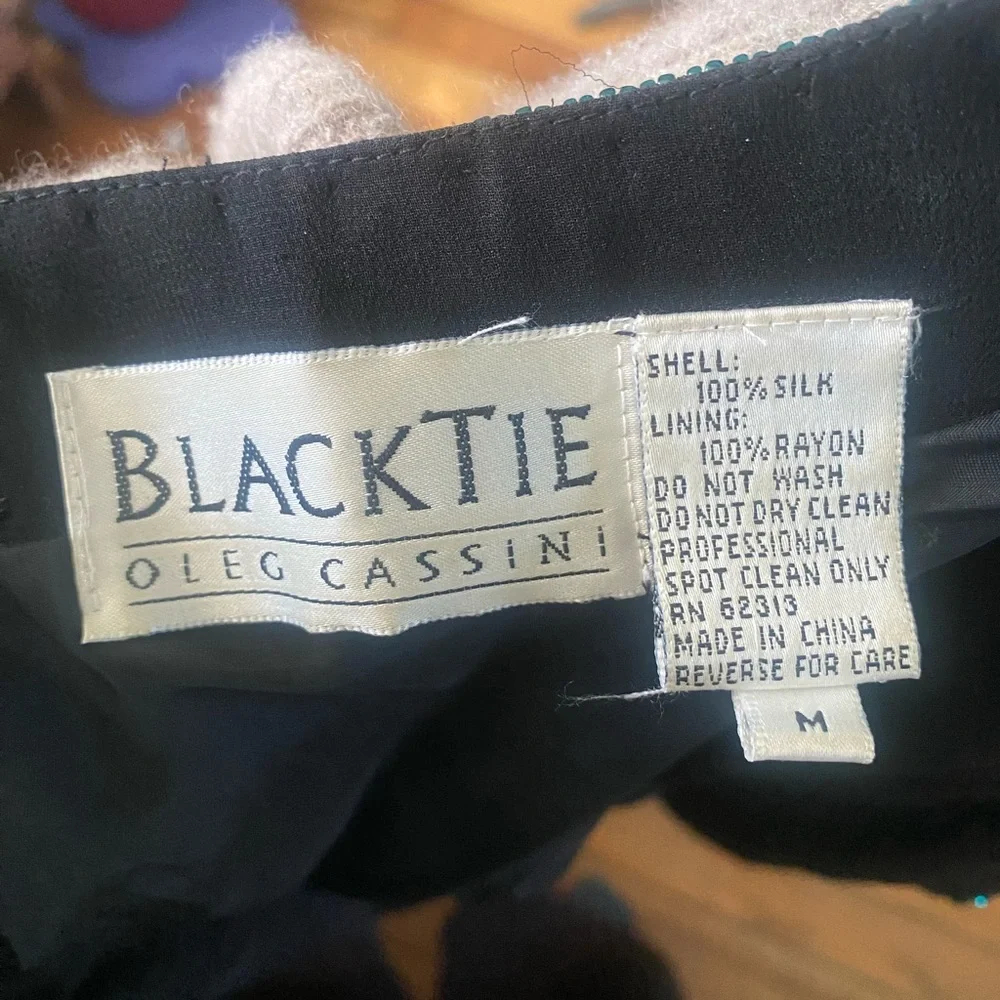 BLACKTIE
OLEG CASSINI
SHELL:
100% SILK
LINING:
100% RAYON
DO NOT WASH
DO NOT DRY CLEAN
PROFESSIONAL
SPOT CLEAN ONLY
RN 62313
MADE IN CHINA
REVERSE FOR CARE
M